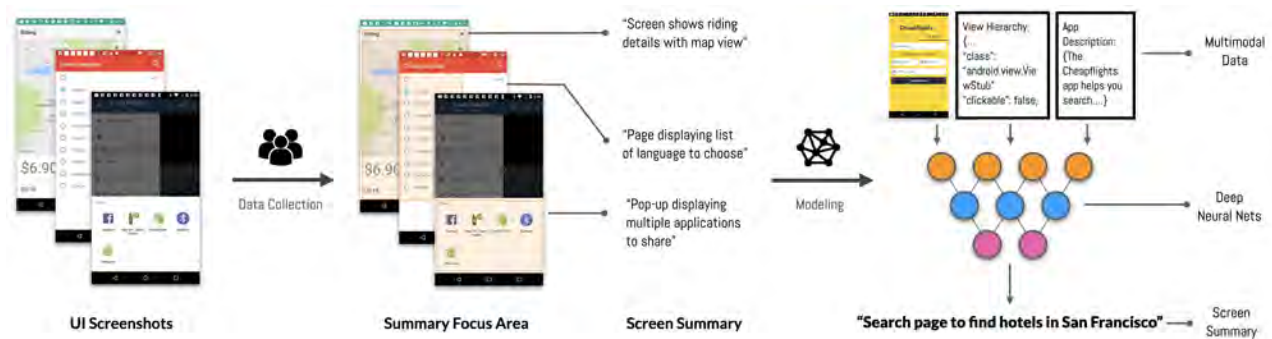 Riding
$6.90
"Screen shows riding
details with map view"
"Page displaying list
of language to choose"
"Pop-up displaying
multiple applications
to share"
Data Collection
Modeling
View Hierarchy:
{...
"class":
"android.view.Vie
wStub"
"clickable": false,
App
Description:
{The
Cheapflights
app helps you
search....}
Multimodal
Data
Deep
Neural Nets
UI Screenshots
Summary Focus Area
Screen Summary
"Search page to find hotels in San Francisco"
Screen
Summary